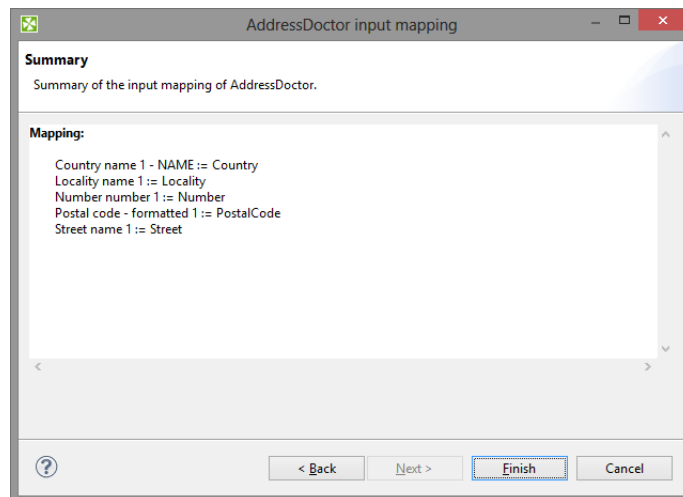 AddressDoctor input mapping
Summary
Summary of the input mapping of AddressDoctor.
Mapping:
Country name 1 - NAME := Country
Locality name 1 := Locality
Number number 1 := Number
Postal code - formatted 1 := PostalCode
Street name 1 := Street
? < Back Next > Finish Cancel